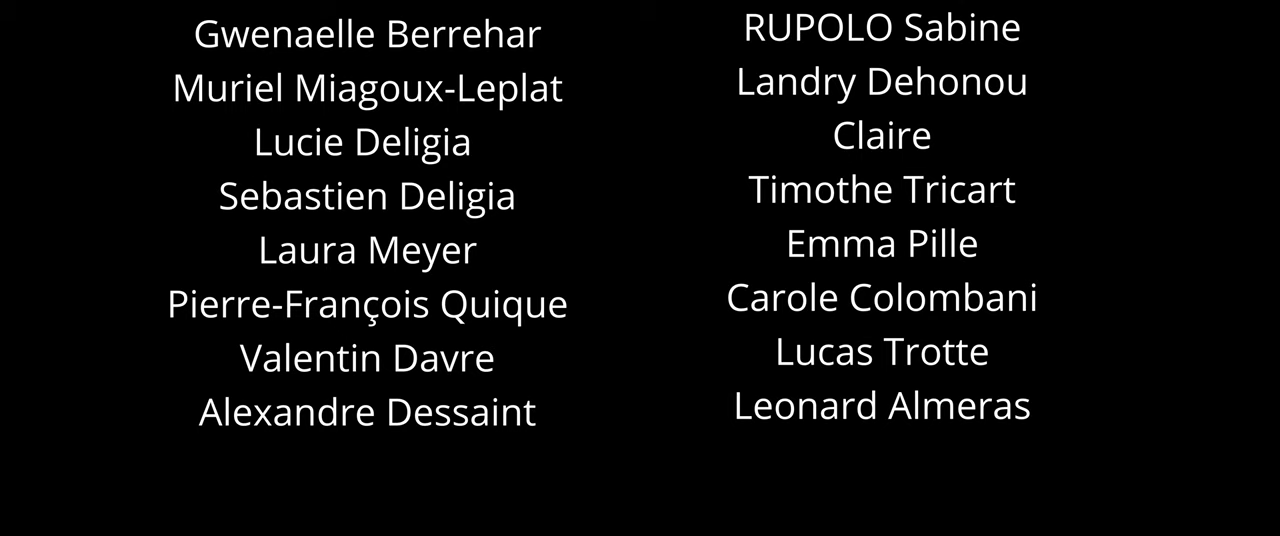 Gwenaelle Berrehar
Muriel Miagoux-Leplat
Lucie Deligia
Sebastien Deligia
Laura Meyer
Pierre-François Quique
Valentin Davre
Alexandre Dessaint
RUPOLO Sabine
Landry Dehonou
Claire
Timothe Tricart
Emma Pille
Carole Colombani
Lucas Trotte
Leonard Almeras